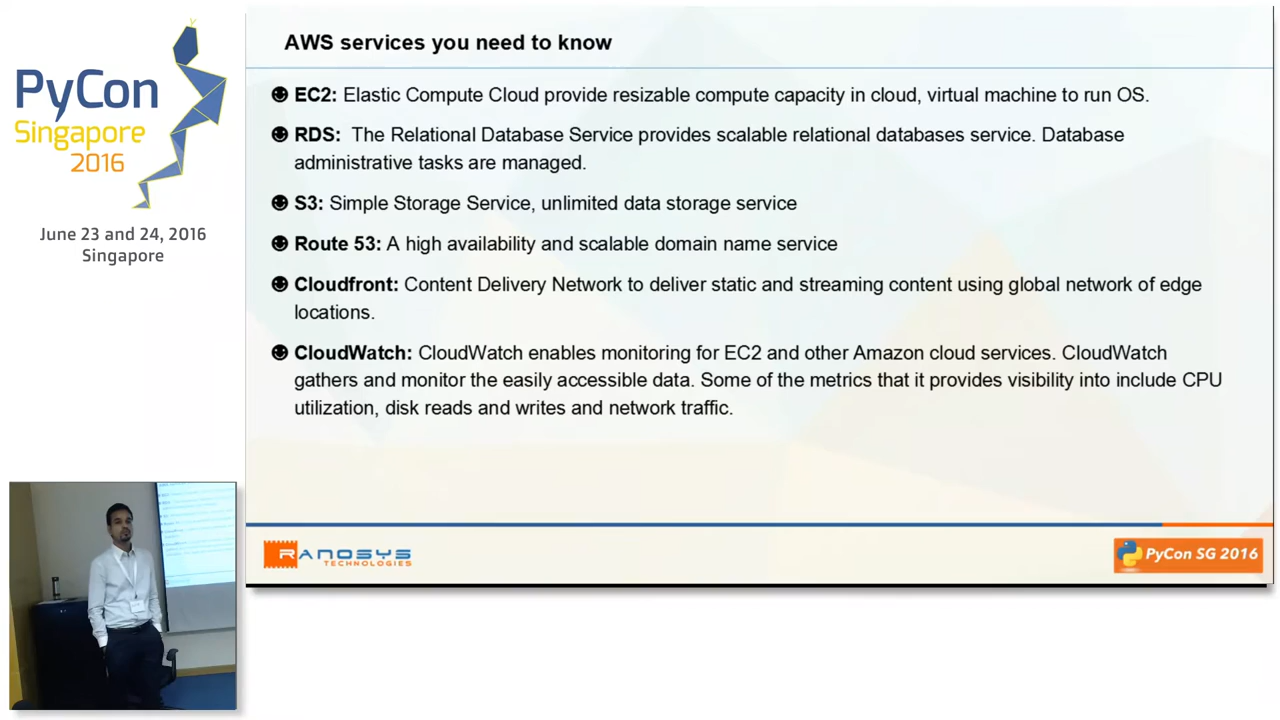 PyCon
Singapore
2016
June 23 and 24, 2016
Singapore
AWS services you need to know
EC2: Elastic Compute Cloud provide resizable compute capacity in cloud, virtual machine to run OS.
RDS: The Relational Database Service provides scalable relational databases service. Database
administrative tasks are managed.
S3: Simple Storage Service, unlimited data storage service
Route 53: A high availability and scalable domain name service
Cloudfront: Content Delivery Network to deliver static and streaming content using global network of edge
locations.
CloudWatch: CloudWatch enables monitoring for EC2 and other Amazon cloud services. CloudWatch
gathers and monitor the easily accessible data. Some of the metrics that it provides visibility into include CPU
utilization, disk reads and writes and network traffic.
RANOSYS
TECHNOLOGIES
PyCon SG 2016